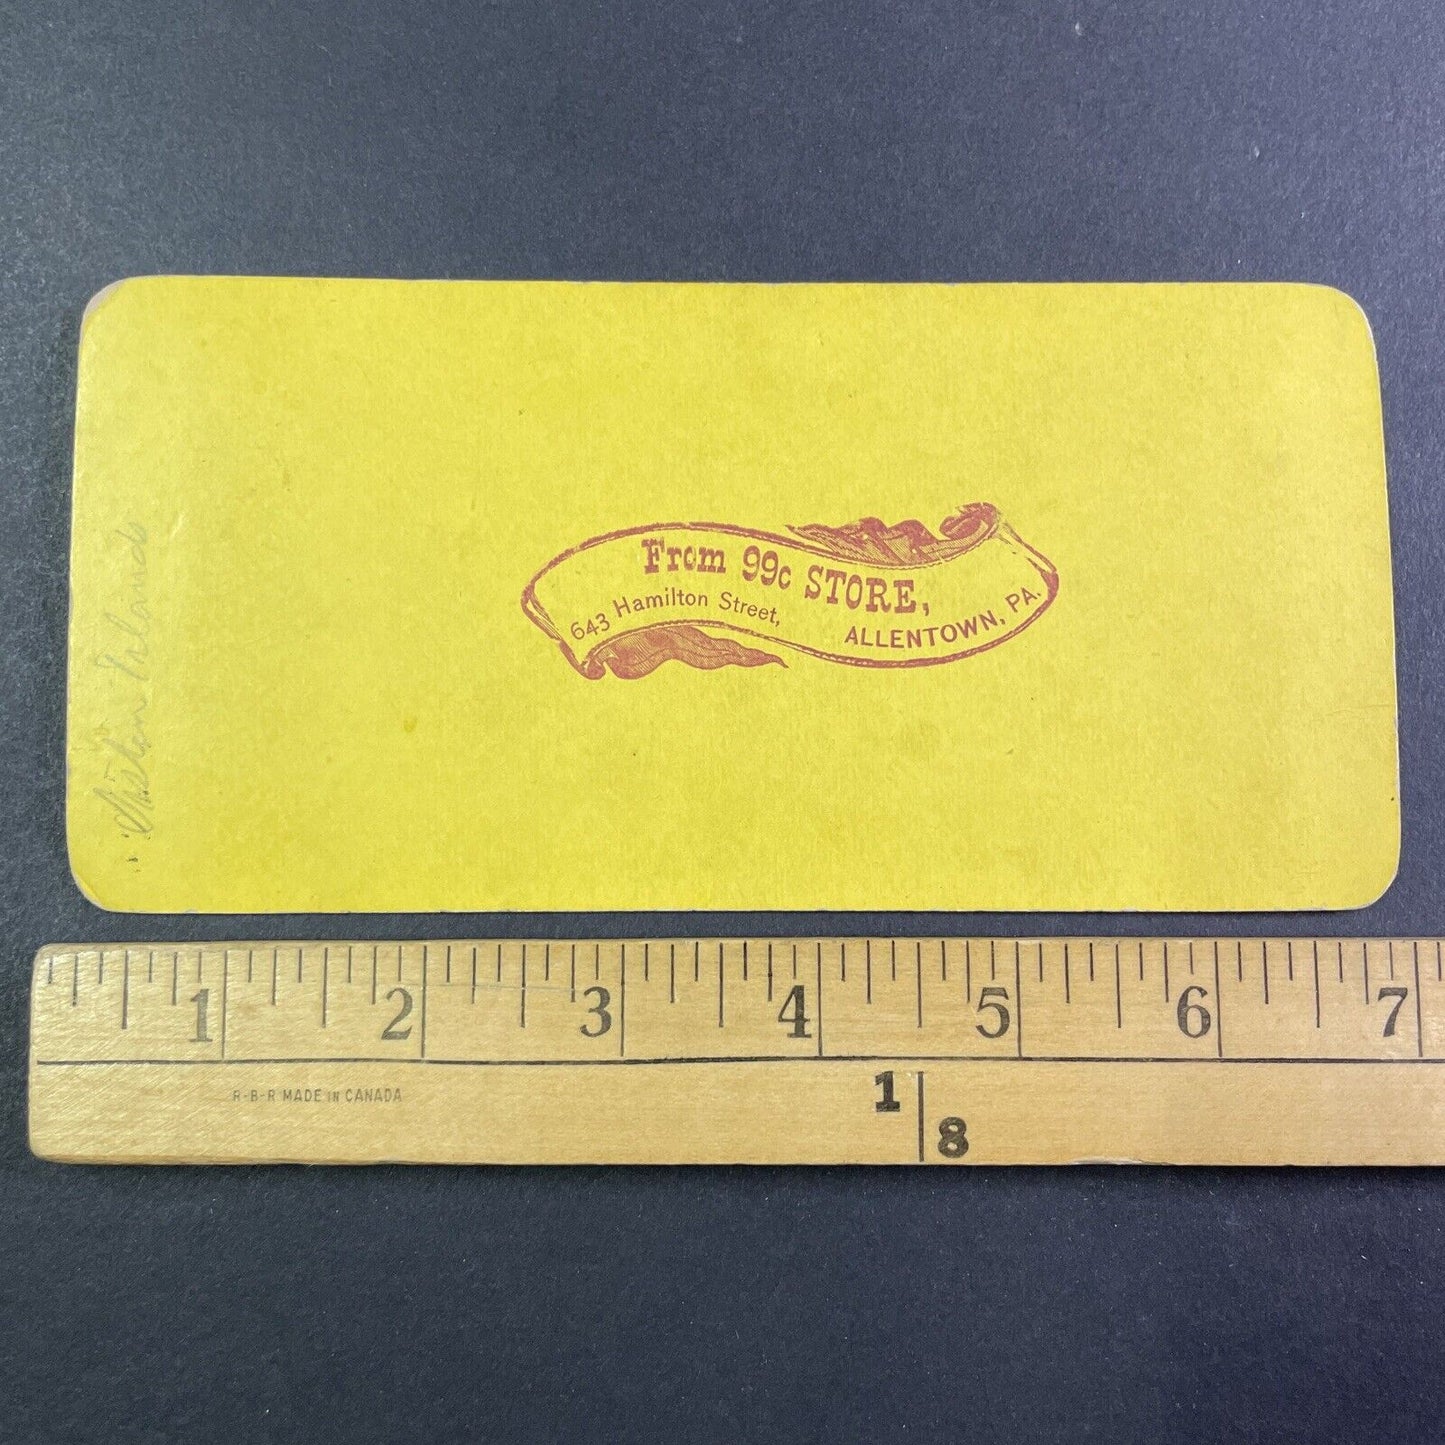 From 99c STORE,
643 Hamilton Street,
ALLENTOWN, PA.
Island
1 2 3 4 5 6 7
R-B-R MADE IN CANADA
1
8